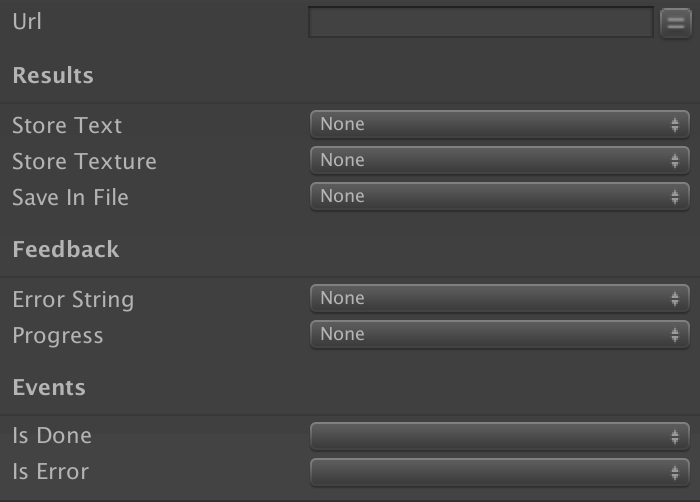 Url
Results
Store Text None
Store Texture None
Save In File None
Feedback
Error String None
Progress None
Events
Is Done
Is Error